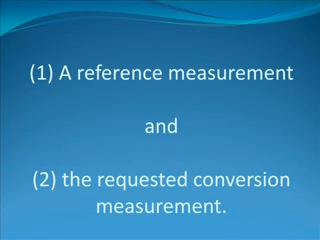 (1) A reference measurement
and
(2) the requested conversion
measurement.